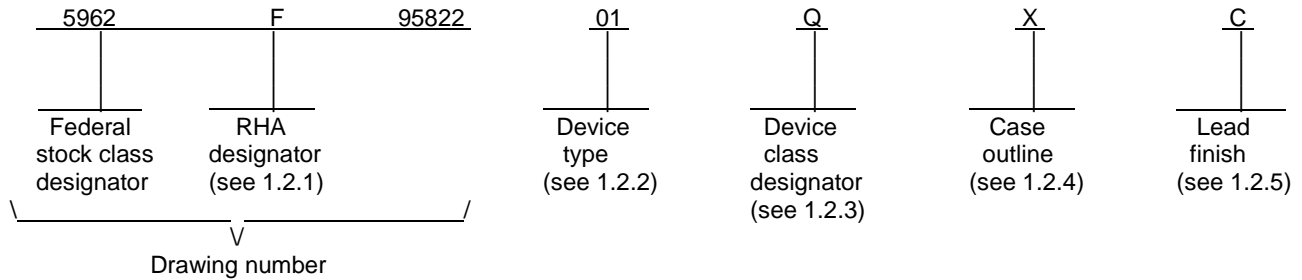 5962 F 95822 01 Q X C
Federal stock class designator
RHA designator (see 1.2.1)
Device type (see 1.2.2)
Device class designator (see 1.2.3)
Case outline (see 1.2.4)
Lead finish (see 1.2.5)
Drawing number